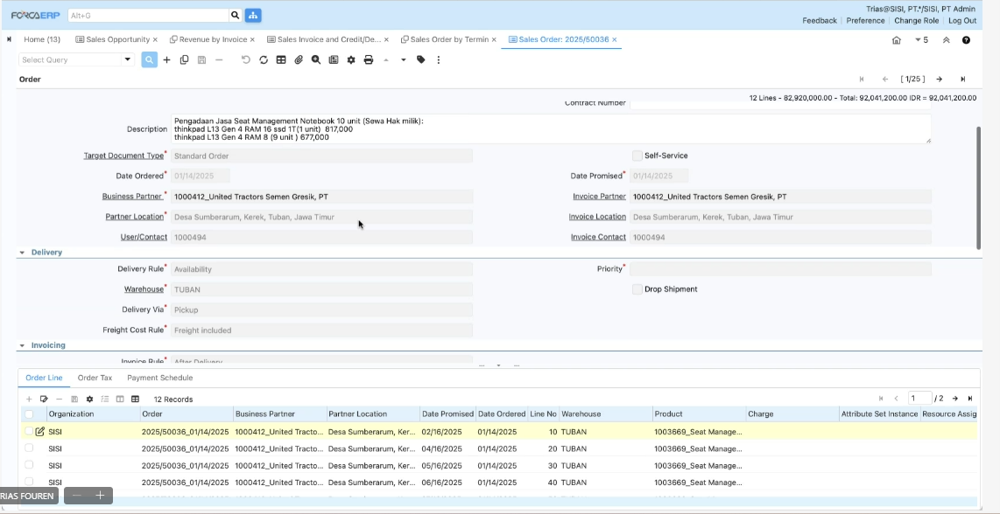 FORCAERP Alt+G
Trias@SISI, PT.*/SISI, PT Admin
Feedback Preference Change Role Log Out
Home (13) Sales Opportunity × Revenue by Invoice × Sales Invoice and Credit/De... × Sales Order by Termin × Sales Order: 2025/50036 × 5
Select Query
Order [ 1/25 ]
12 Lines - 82,920,000.00 - Total: 92,041,200.00 IDR = 92,041,200.00
Contract Number
Description
Pengadaan Jasa Seat Management Notebook 10 unit (Sewa Hak milik):
thinkpad L13 Gen 4 RAM 16 ssd 1T(1 unit) 817,000
thinkpad L13 Gen 4 RAM 8 (9 unit ) 677,000
Target Document Type* Standard Order Self-Service
Date Ordered* 01/14/2025 Date Promised* 01/14/2025
Business Partner* 1000412_United Tractors Semen Gresik, PT Invoice Partner 1000412_United Tractors Semen Gresik, PT
Partner Location* Desa Sumberarum, Kerek, Tuban, Jawa Timur Invoice Location Desa Sumberarum, Kerek, Tuban, Jawa Timur
User/Contact 1000494 Invoice Contact 1000494
Delivery
Delivery Rule* Availability Priority*
Warehouse* TUBAN Drop Shipment
Delivery Via* Pickup
Freight Cost Rule* Freight included
Invoicing
Invoice Rule* After Delivery
Order Line Order Tax Payment Schedule
12 Records 1 / 2
Organization Order Business Partner Partner Location Date Promised Date Ordered Line No Warehouse Product Charge Attribute Set Instance Resource Assig
SISI 2025/50036_01/14/2025 1000412_United Tracto... Desa Sumberarum, Ker... 02/16/2025 01/14/2025 10 TUBAN 1003669_Seat Manage...
SISI 2025/50036_01/14/2025 1000412_United Tracto... Desa Sumberarum, Ker... 04/16/2025 01/14/2025 20 TUBAN 1003669_Seat Manage...
SISI 2025/50036_01/14/2025 1000412_United Tracto... Desa Sumberarum, Ker... 05/16/2025 01/14/2025 30 TUBAN 1003669_Seat Manage...
SISI 2025/50036_01/14/2025 1000412_United Tracto... Desa Sumberarum, Ker... 06/16/2025 01/14/2025 40 TUBAN 1003669_Seat Manage...
RIAS FOUREN